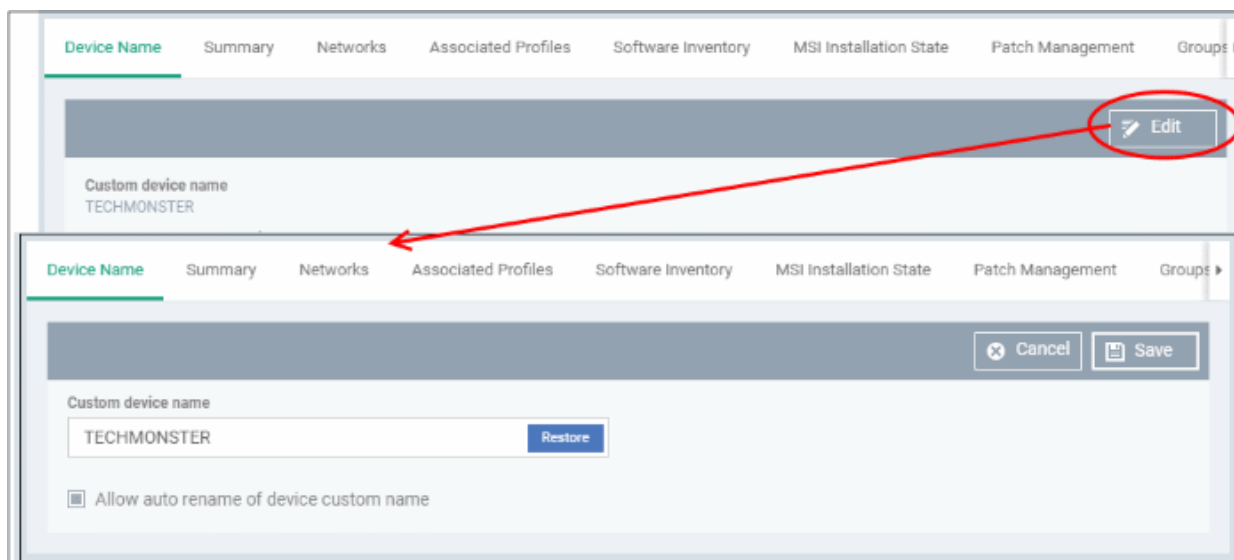 Device Name Summary Networks Associated Profiles Software Inventory MSI Installation State Patch Management Groups
Edit
Custom device name
TECHMONSTER
Device Name Summary Networks Associated Profiles Software Inventory MSI Installation State Patch Management Groups
Cancel Save
Custom device name
TECHMONSTER Restore
Allow auto rename of device custom name